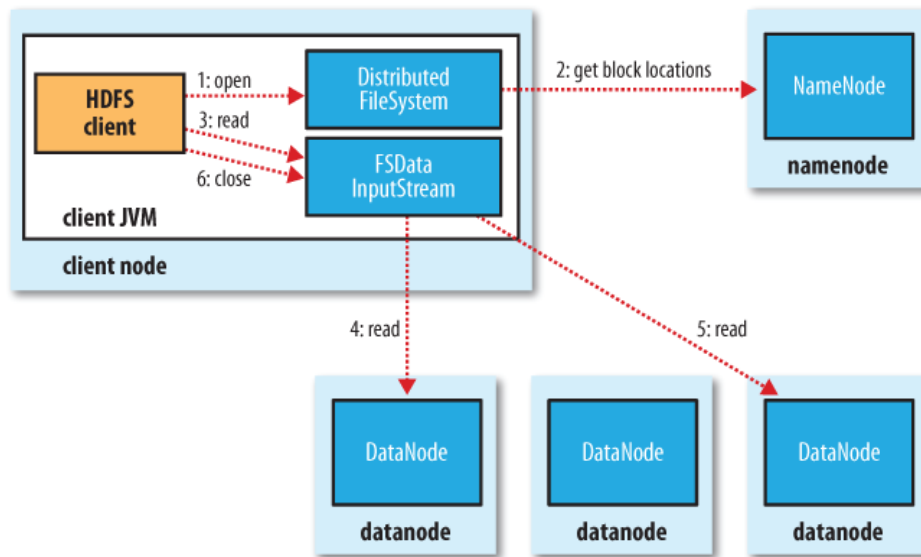 HDFS
client
1: open
3: read
6: close
Distributed
FileSystem
FSData
InputStream
client JVM
client node
2: get block locations
NameNode
namenode
4: read
5: read
DataNode
datanode
DataNode
datanode
DataNode
datanode